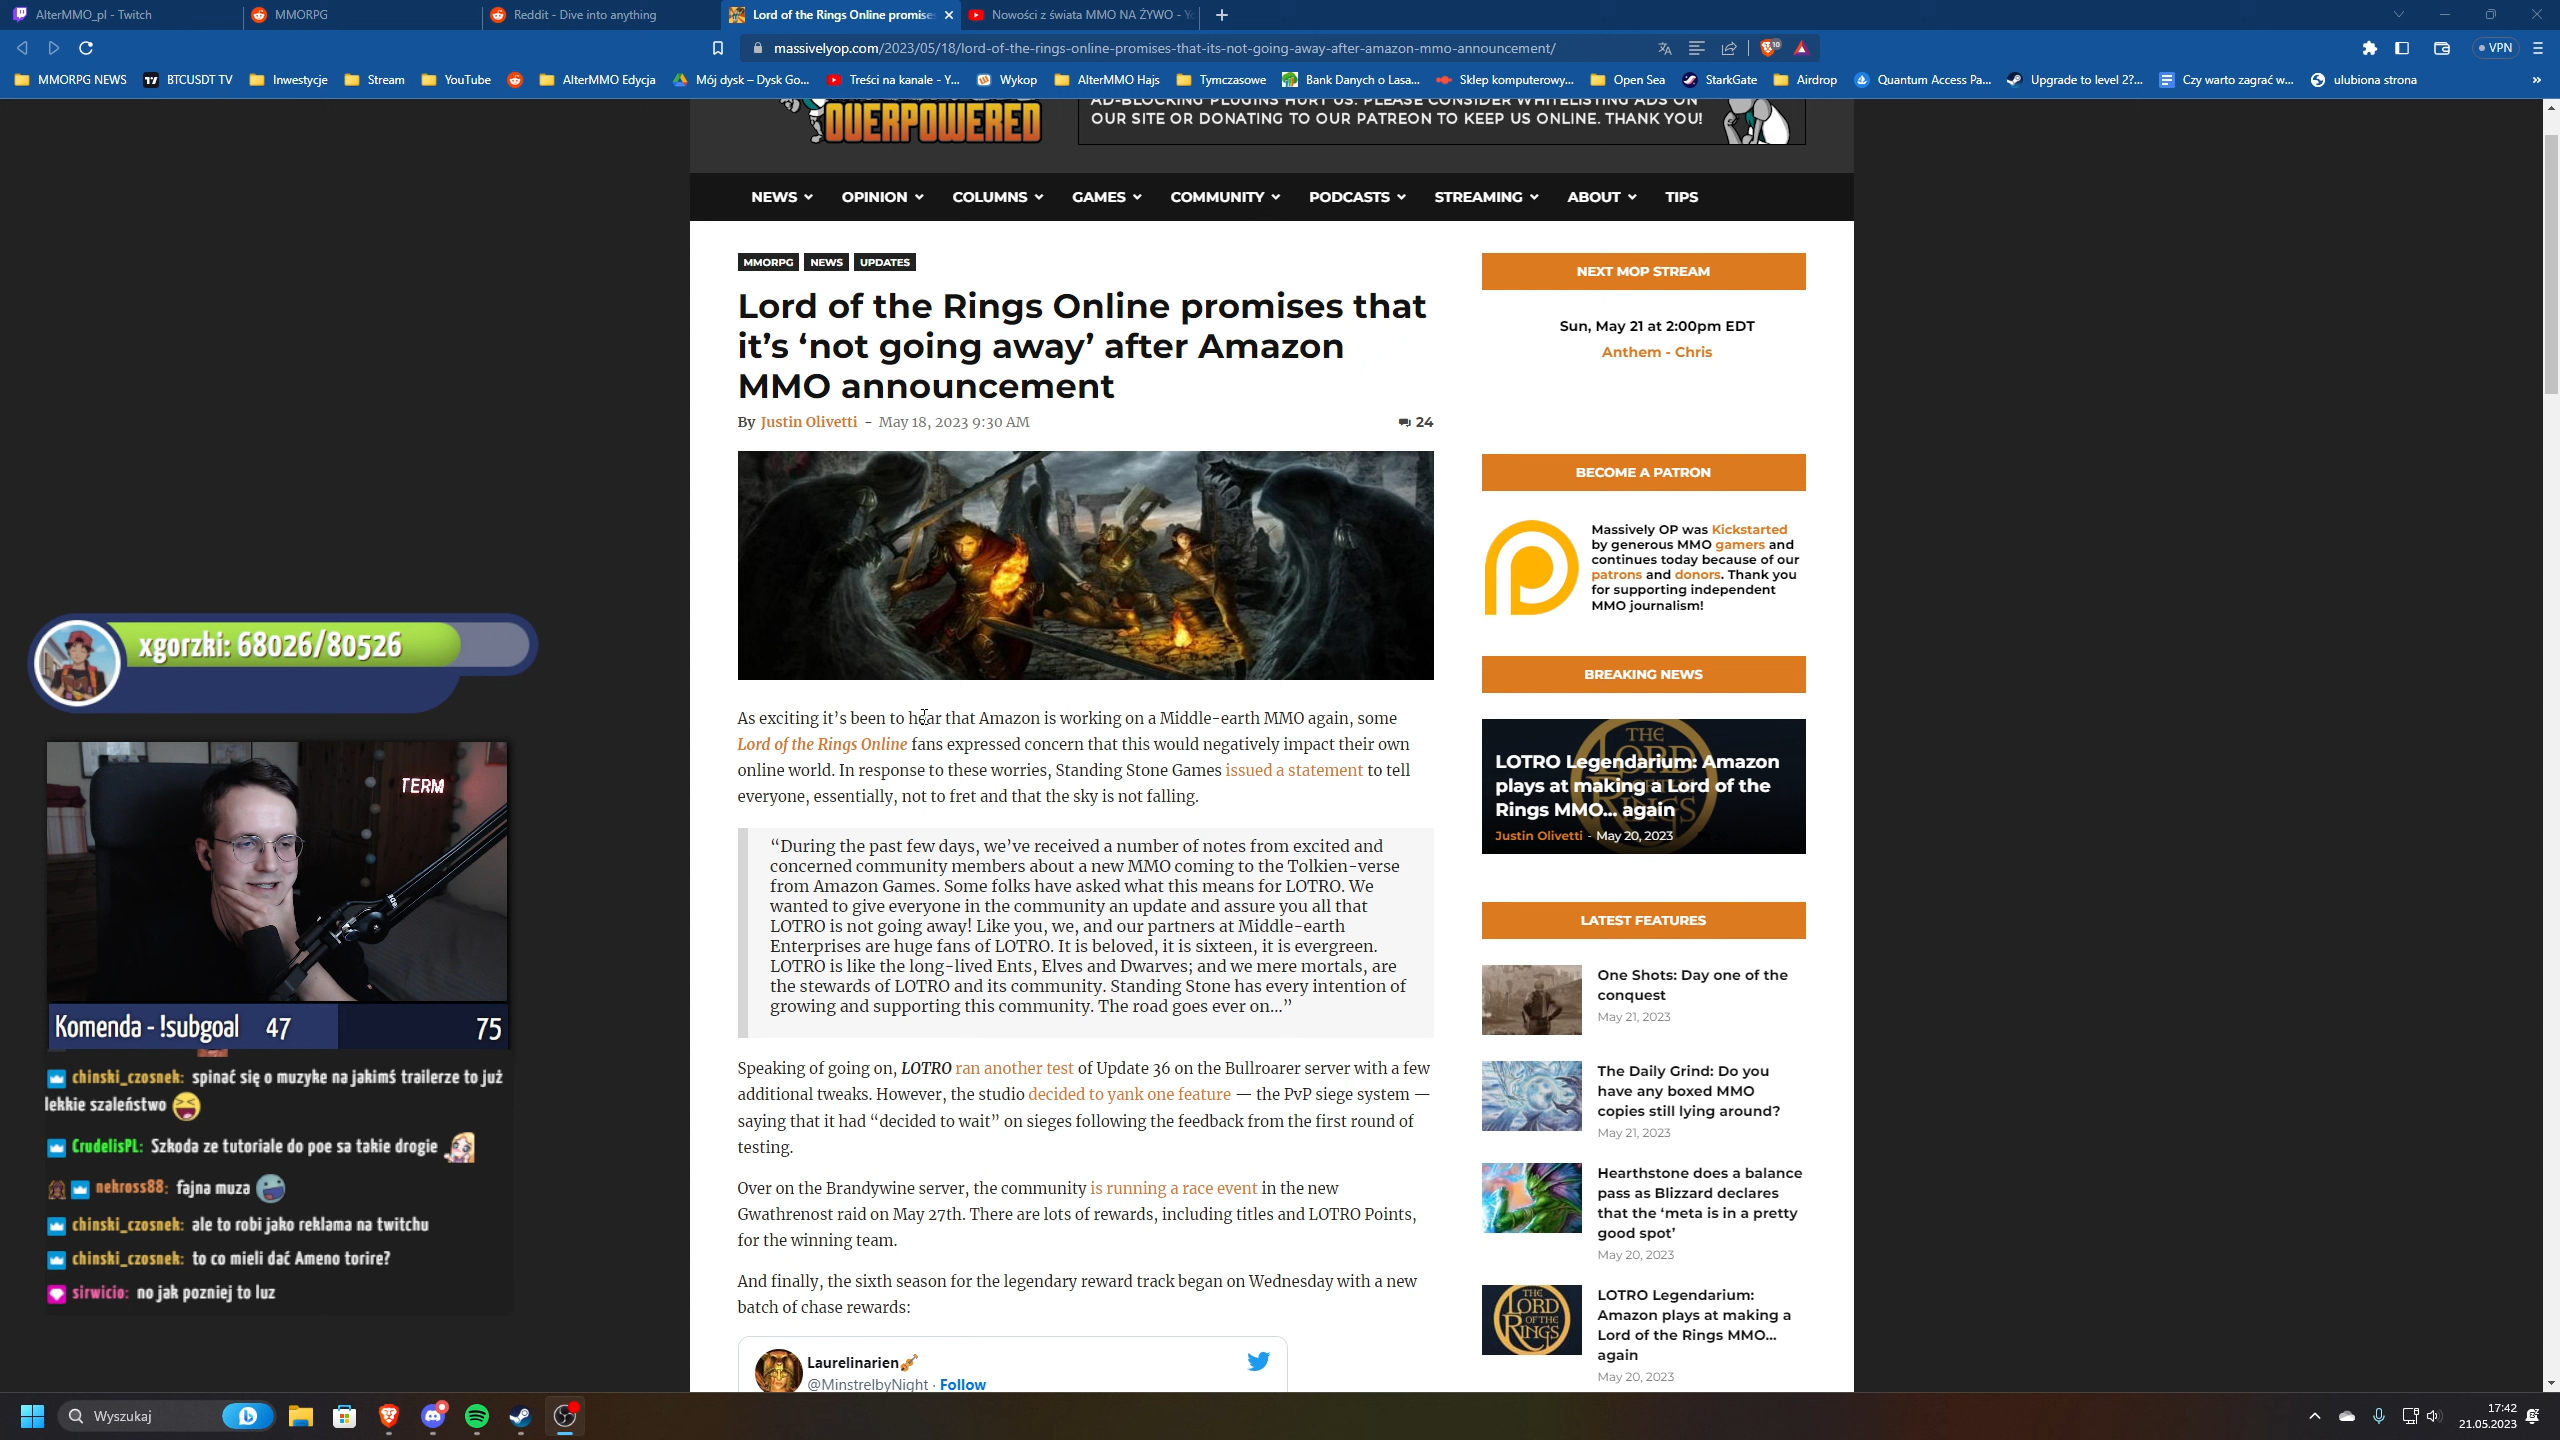 AlterMMO_pl - Twitch
MMORPG
Reddit - Dive into anything
Lord of the Rings Online promise
Nowości z świata MMO NA ŻYWO - Yo
massivelyop.com/2023/05/18/lord-of-the-rings-online-promises-that-its-not-going-away-after-amazon-mmo-announcement/
VPN
MMORPG NEWS
BTCUSDT TV
Inwestycje
Stream
YouTube
AlterMMO Edycja
Mój dysk – Dysk Go...
Treści na kanale - Y...
Wykop
AlterMMO Hajs
Tymczasowe
Bank Danych o Lasa...
Sklep komputerowy...
Open Sea
StarkGate
Airdrop
Quantum Access Pa...
Upgrade to level 2?...
Czy warto zagrać w...
ulubiona strona
OVERPOWERED
AD-BLOCKING PLUGINS HURT US. PLEASE CONSIDER WHITELISTING ADS ON
OUR SITE OR DONATING TO OUR PATREON TO KEEP US ONLINE. THANK YOU!
NEWS OPINION COLUMNS GAMES COMMUNITY PODCASTS STREAMING ABOUT TIPS
MMORPG NEWS UPDATES
Lord of the Rings Online promises that
it's ‘not going away’ after Amazon
MMO announcement
By Justin Olivetti - May 18, 2023 9:30 AM
24
As exciting it’s been to hear that Amazon is working on a Middle-earth MMO again, some
Lord of the Rings Online fans expressed concern that this would negatively impact their own
online world. In response to these worries, Standing Stone Games issued a statement to tell
everyone, essentially, not to fret and that the sky is not falling.
“During the past few days, we’ve received a number of notes from excited and
concerned community members about a new MMO coming to the Tolkien-verse
from Amazon Games. Some folks have asked what this means for LOTRO. We
wanted to give everyone in the community an update and assure you all that
LOTRO is not going away! Like you, we, and our partners at Middle-earth
Enterprises are huge fans of LOTRO. It is beloved, it is sixteen, it is evergreen.
LOTRO is like the long-lived Ents, Elves and Dwarves; and we mere mortals, are
the stewards of LOTRO and its community. Standing Stone has every intention of
growing and supporting this community. The road goes ever on...”
Speaking of going on, LOTRO ran another test of Update 36 on the Bullroarer server with a few
additional tweaks. However, the studio decided to yank one feature — the PvP siege system —
saying that it had “decided to wait” on sieges following the feedback from the first round of
testing.
Over on the Brandywine server, the community is running a race event in the new
Gwathrenost raid on May 27th. There are lots of rewards, including titles and LOTRO Points,
for the winning team.
And finally, the sixth season for the legendary reward track began on Wednesday with a new
batch of chase rewards:
Laurelinarien
@MinstrelbyNight · Follow
NEXT MOP STREAM
Sun, May 21 at 2:00pm EDT
Anthem - Chris
BECOME A PATRON
Massively OP was Kickstarted
by generous MMO gamers and
continues today because of our
patrons and donors. Thank you
for supporting independent
MMO journalism!
BREAKING NEWS
THE
LORD
OF THE
RINGS
LOTRO Legendarium: Amazon
plays at making a Lord of the
Rings MMO... again
Justin Olivetti - May 20, 2023
LATEST FEATURES
One Shots: Day one of the
conquest
May 21, 2023
The Daily Grind: Do you
have any boxed MMO
copies still lying around?
May 21, 2023
Hearthstone does a balance
pass as Blizzard declares
that the ‘meta is in a pretty
good spot’
May 20, 2023
THE
LORD
OF THE
RINGS
LOTRO Legendarium:
Amazon plays at making a
Lord of the Rings MMO...
again
May 20, 2023
xgorzki: 68026/80526
TERM
Komenda - !subgoal 47 75
chinski_czosnek: spinać się o muzyke na jakimś trailerze to już
lekkie szaleństwo
CrudelisPL: Szkoda ze tutoriale do poe sa takie drogie
nekross88: fajna muza
chinski_czosnek: ale to robi jako reklama na twitchu
chinski_czosnek: to co mieli dać Ameno torire?
sirwicio: no jak pozniej to luz
Wyszukaj
17:42
21.05.2023